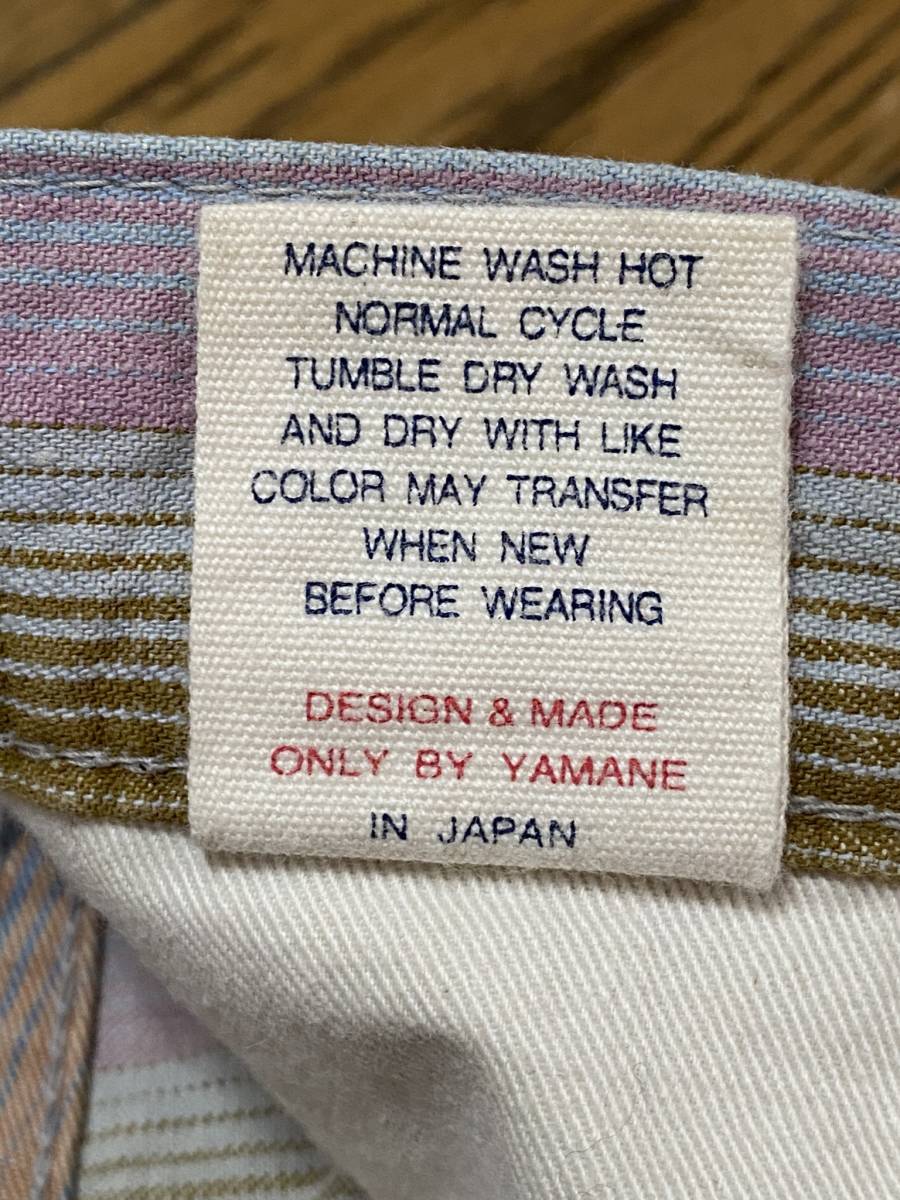 MACHINE WASH HOT
NORMAL CYCLE
TUMBLE DRY WASH
AND DRY WITH LIKE
COLOR MAY TRANSFER
WHEN NEW
BEFORE WEARING
DESIGN & MADE
ONLY BY YAMANE
IN JAPAN